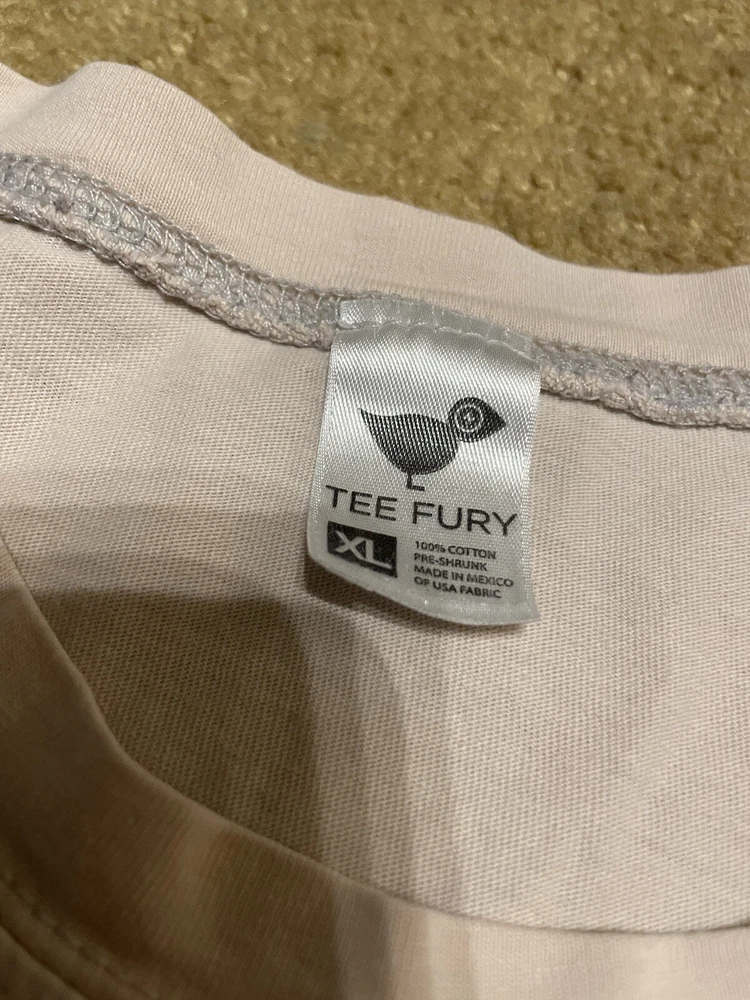 TEE FURY
XL
100% COTTON
PRE-SHRUNK
MADE IN MEXICO
OF USA FABRIC